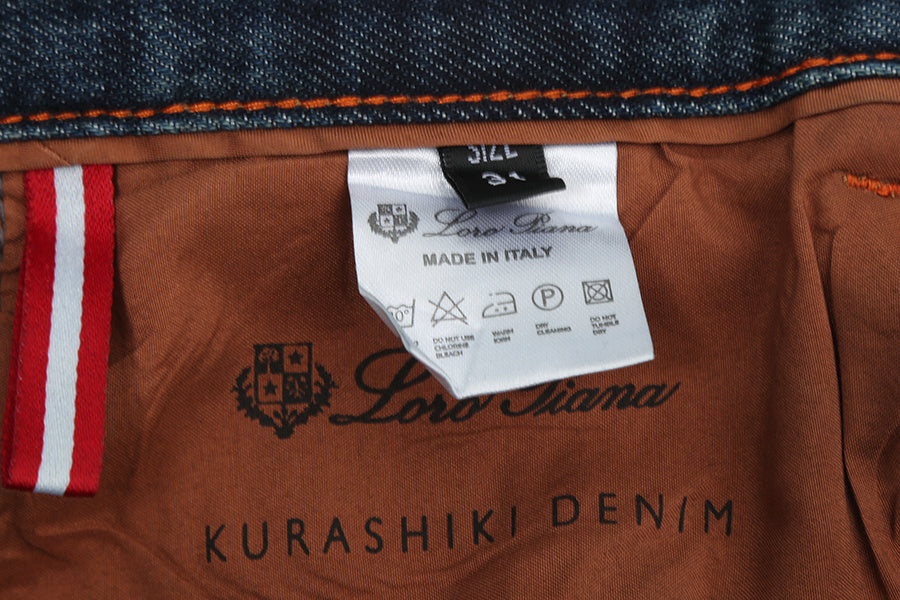 SIZE
31
Loro Piana
MADE IN ITALY
DO NOT USE
CHLORINE
BLEACH
WARM
IORN
DRY
CLEANING
DO NOT
TUMBLE
DRY
Loro Piana
KURASHIKI DENIM